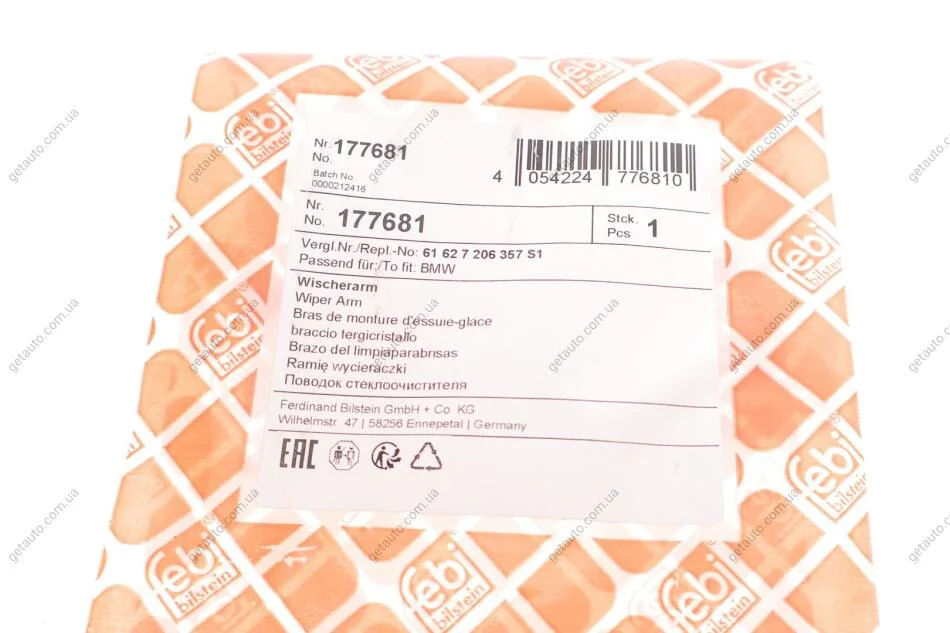 Nr. 177681
No.
Batch No
0000212416
4 054224 776810
Nr.
No. 177681
Stck.
Pcs 1
Vergl.Nr./Repl.-No: 61 62 7 206 357 S1
Passend für:/To fit: BMW
Wischerarm
Wiper Arm
Bras de monture d'essuie-glace
braccio tergicristallo
Brazo del limpiaparabrisas
Ramię wycieraczki
Поводок стеклоочистителя
Ferdinand Bilstein GmbH + Co. KG
Wilhelmstr. 47 | 58256 Ennepetal | Germany
EAC
febi
bilstein
getauto.com.ua